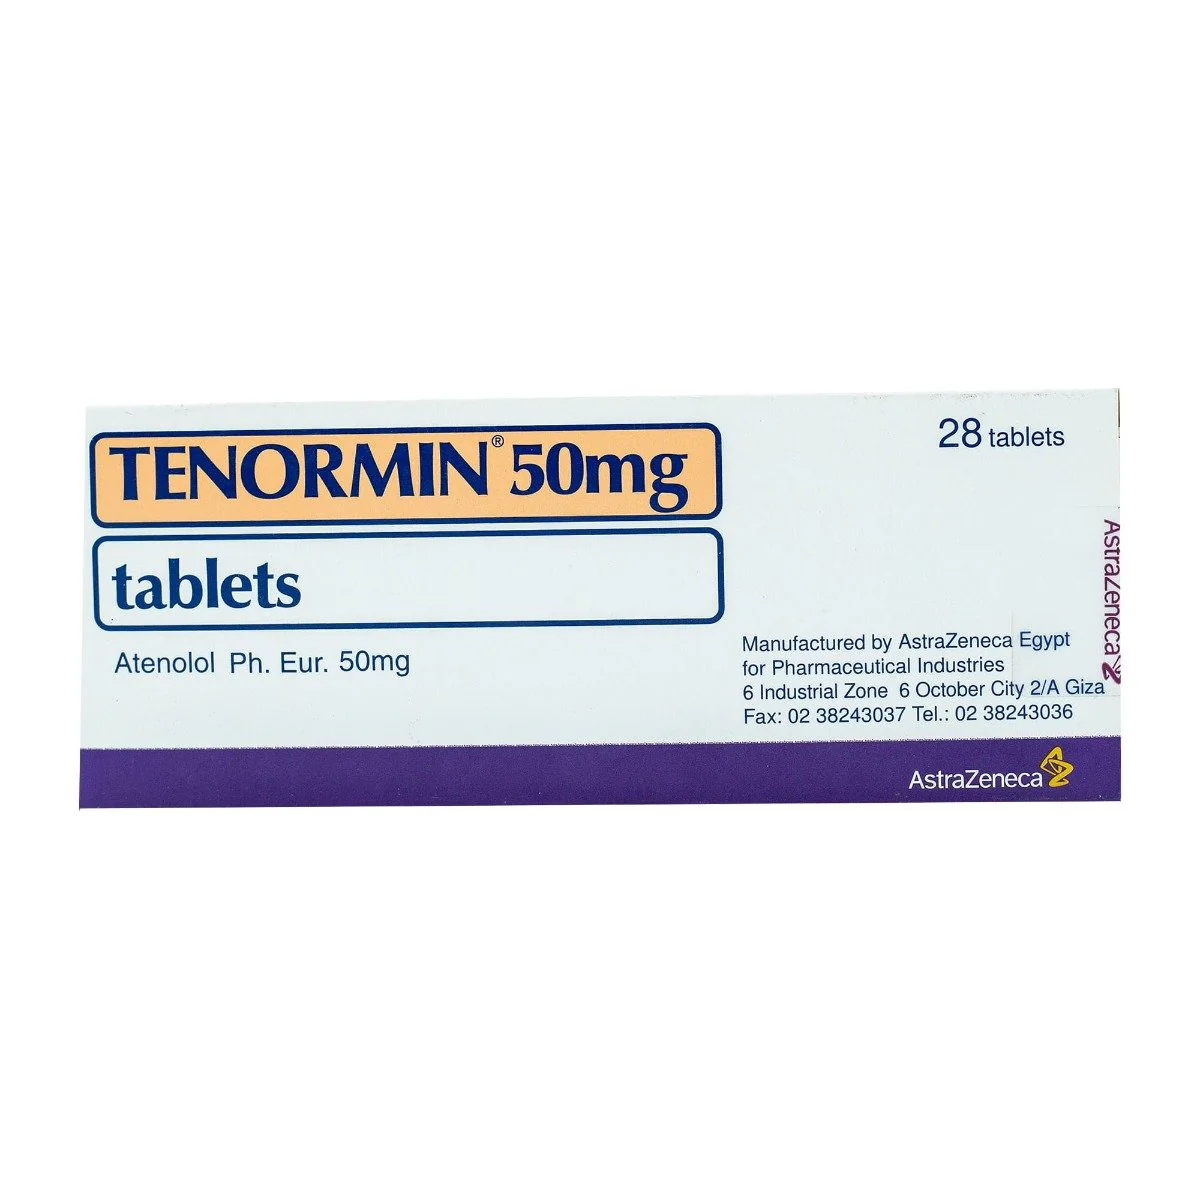 TENORMIN® 50mg
tablets
Atenolol Ph. Eur. 50mg
28 tablets
AstraZeneca
Manufactured by AstraZeneca Egypt
for Pharmaceutical Industries
6 Industrial Zone 6 October City 2/A Giza
Fax: 02 38243037 Tel.: 02 38243036
AstraZeneca